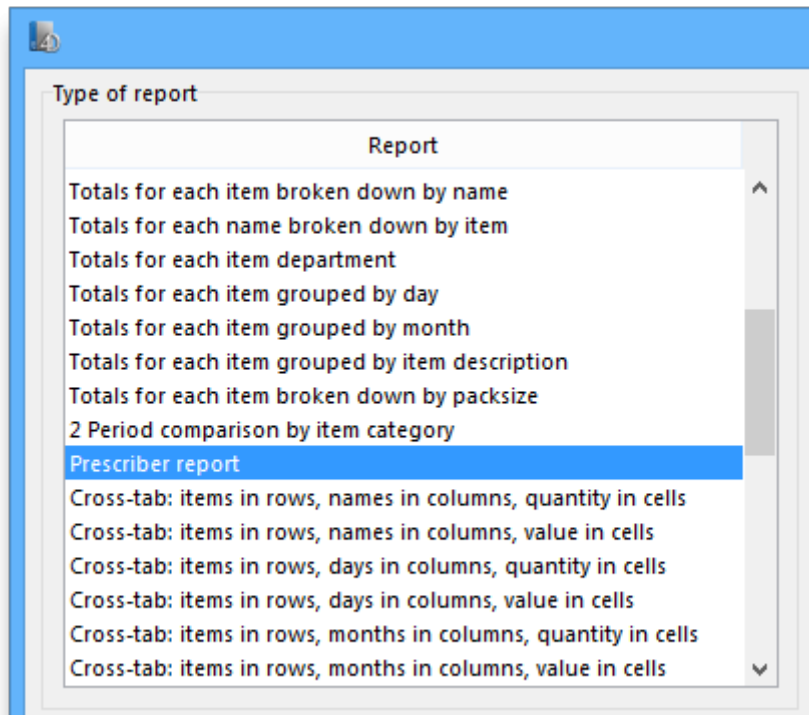 Type of report
Report
Totals for each item broken down by name
Totals for each name broken down by item
Totals for each item department
Totals for each item grouped by day
Totals for each item grouped by month
Totals for each item grouped by item description
Totals for each item broken down by packsize
2 Period comparison by item category
Prescriber report
Cross-tab: items in rows, names in columns, quantity in cells
Cross-tab: items in rows, names in columns, value in cells
Cross-tab: items in rows, days in columns, quantity in cells
Cross-tab: items in rows, days in columns, value in cells
Cross-tab: items in rows, months in columns, quantity in cells
Cross-tab: items in rows, months in columns, value in cells